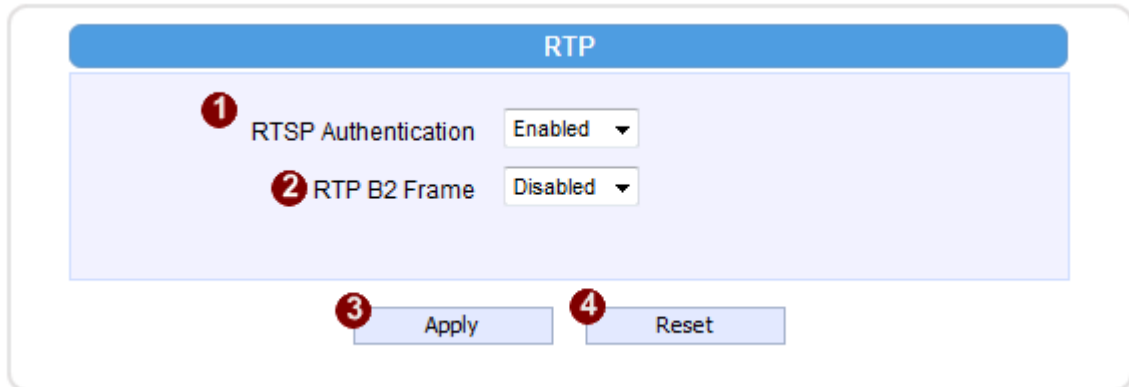 RTP
1 RTSP Authentication Enabled
2 RTP B2 Frame Disabled
3 Apply 4 Reset